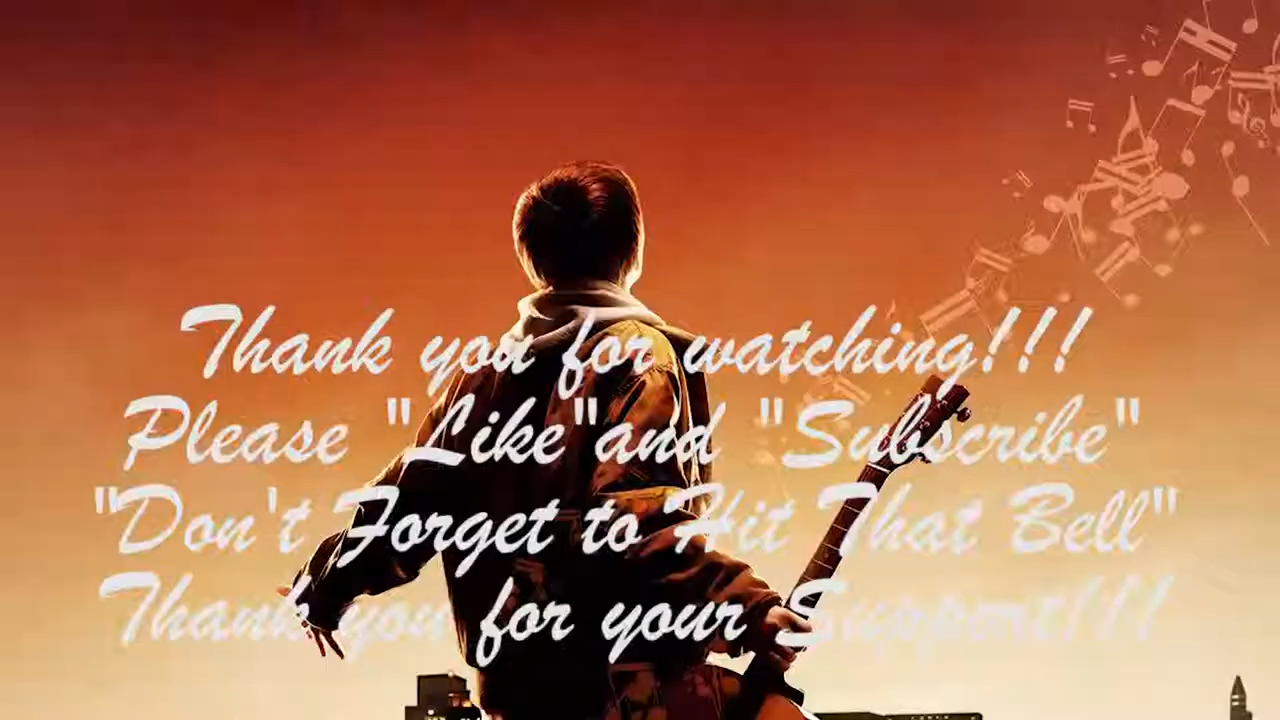 Thank you for watching!!!
Please "Like"and "Subscribe"
"Don't Forget to Hit That Bell"
Thank you for your Support!!!